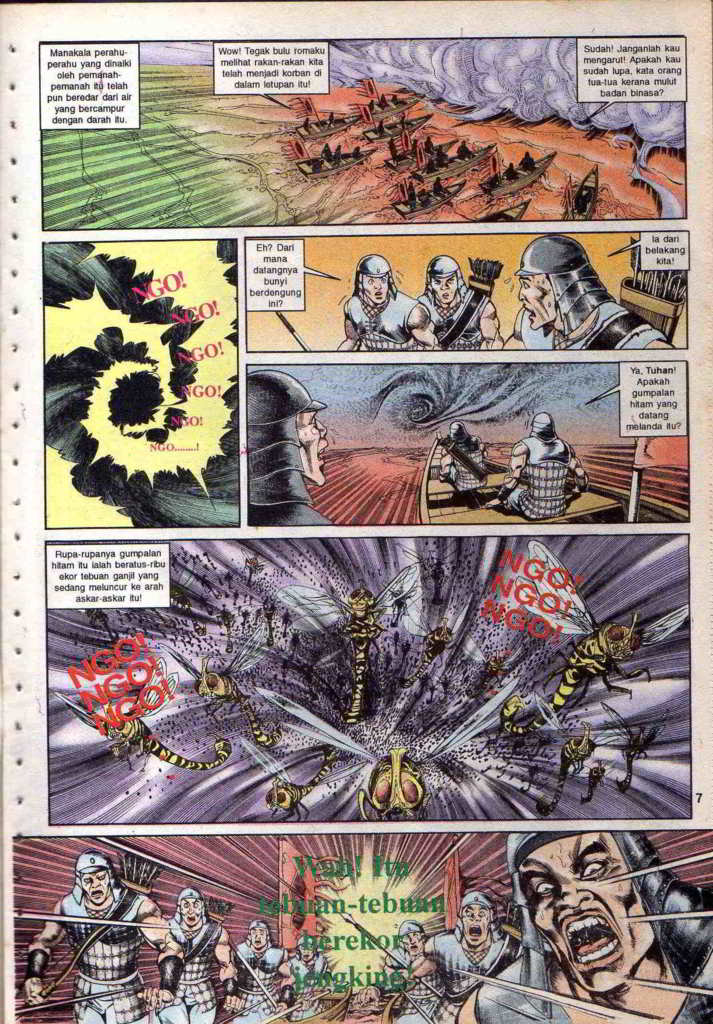 Manakala perahu-
perahu yang dinaiki
oleh pemanah-
pemanah itu telah
pun beredar dari air
yang bercampur
dengan darah itu.
Wow! Tegak bulu romaku
melihat rakan-rakan kita
telah menjadi korban di
dalam letupan itu!
Sudah! Janganlah kau
mengarut! Apakah kau
sudah lupa, kata orang
tua-tua kerana mulut
badan binasa?
NGO!
NGO!
NGO!
NGO!
NGO!
NGO........!
Eh? Dari
mana
datangnya
bunyi
berdengung
ini?
Ia dari
belakang
kita!
Ya, Tuhan!
Apakah
gumpalan
hitam yang
datang
melanda itu?
Rupa-rupanya gumpalan
hitam itu ialah beratus-ribu
ekor tebuan ganjil yang
sedang meluncur ke arah
askar-askar itu!
NGO!
NGO!
NGO!
NGO!
NGO!
NGO!
7
Wah! Itu
tebuan-tebuan
berekor
jengking!